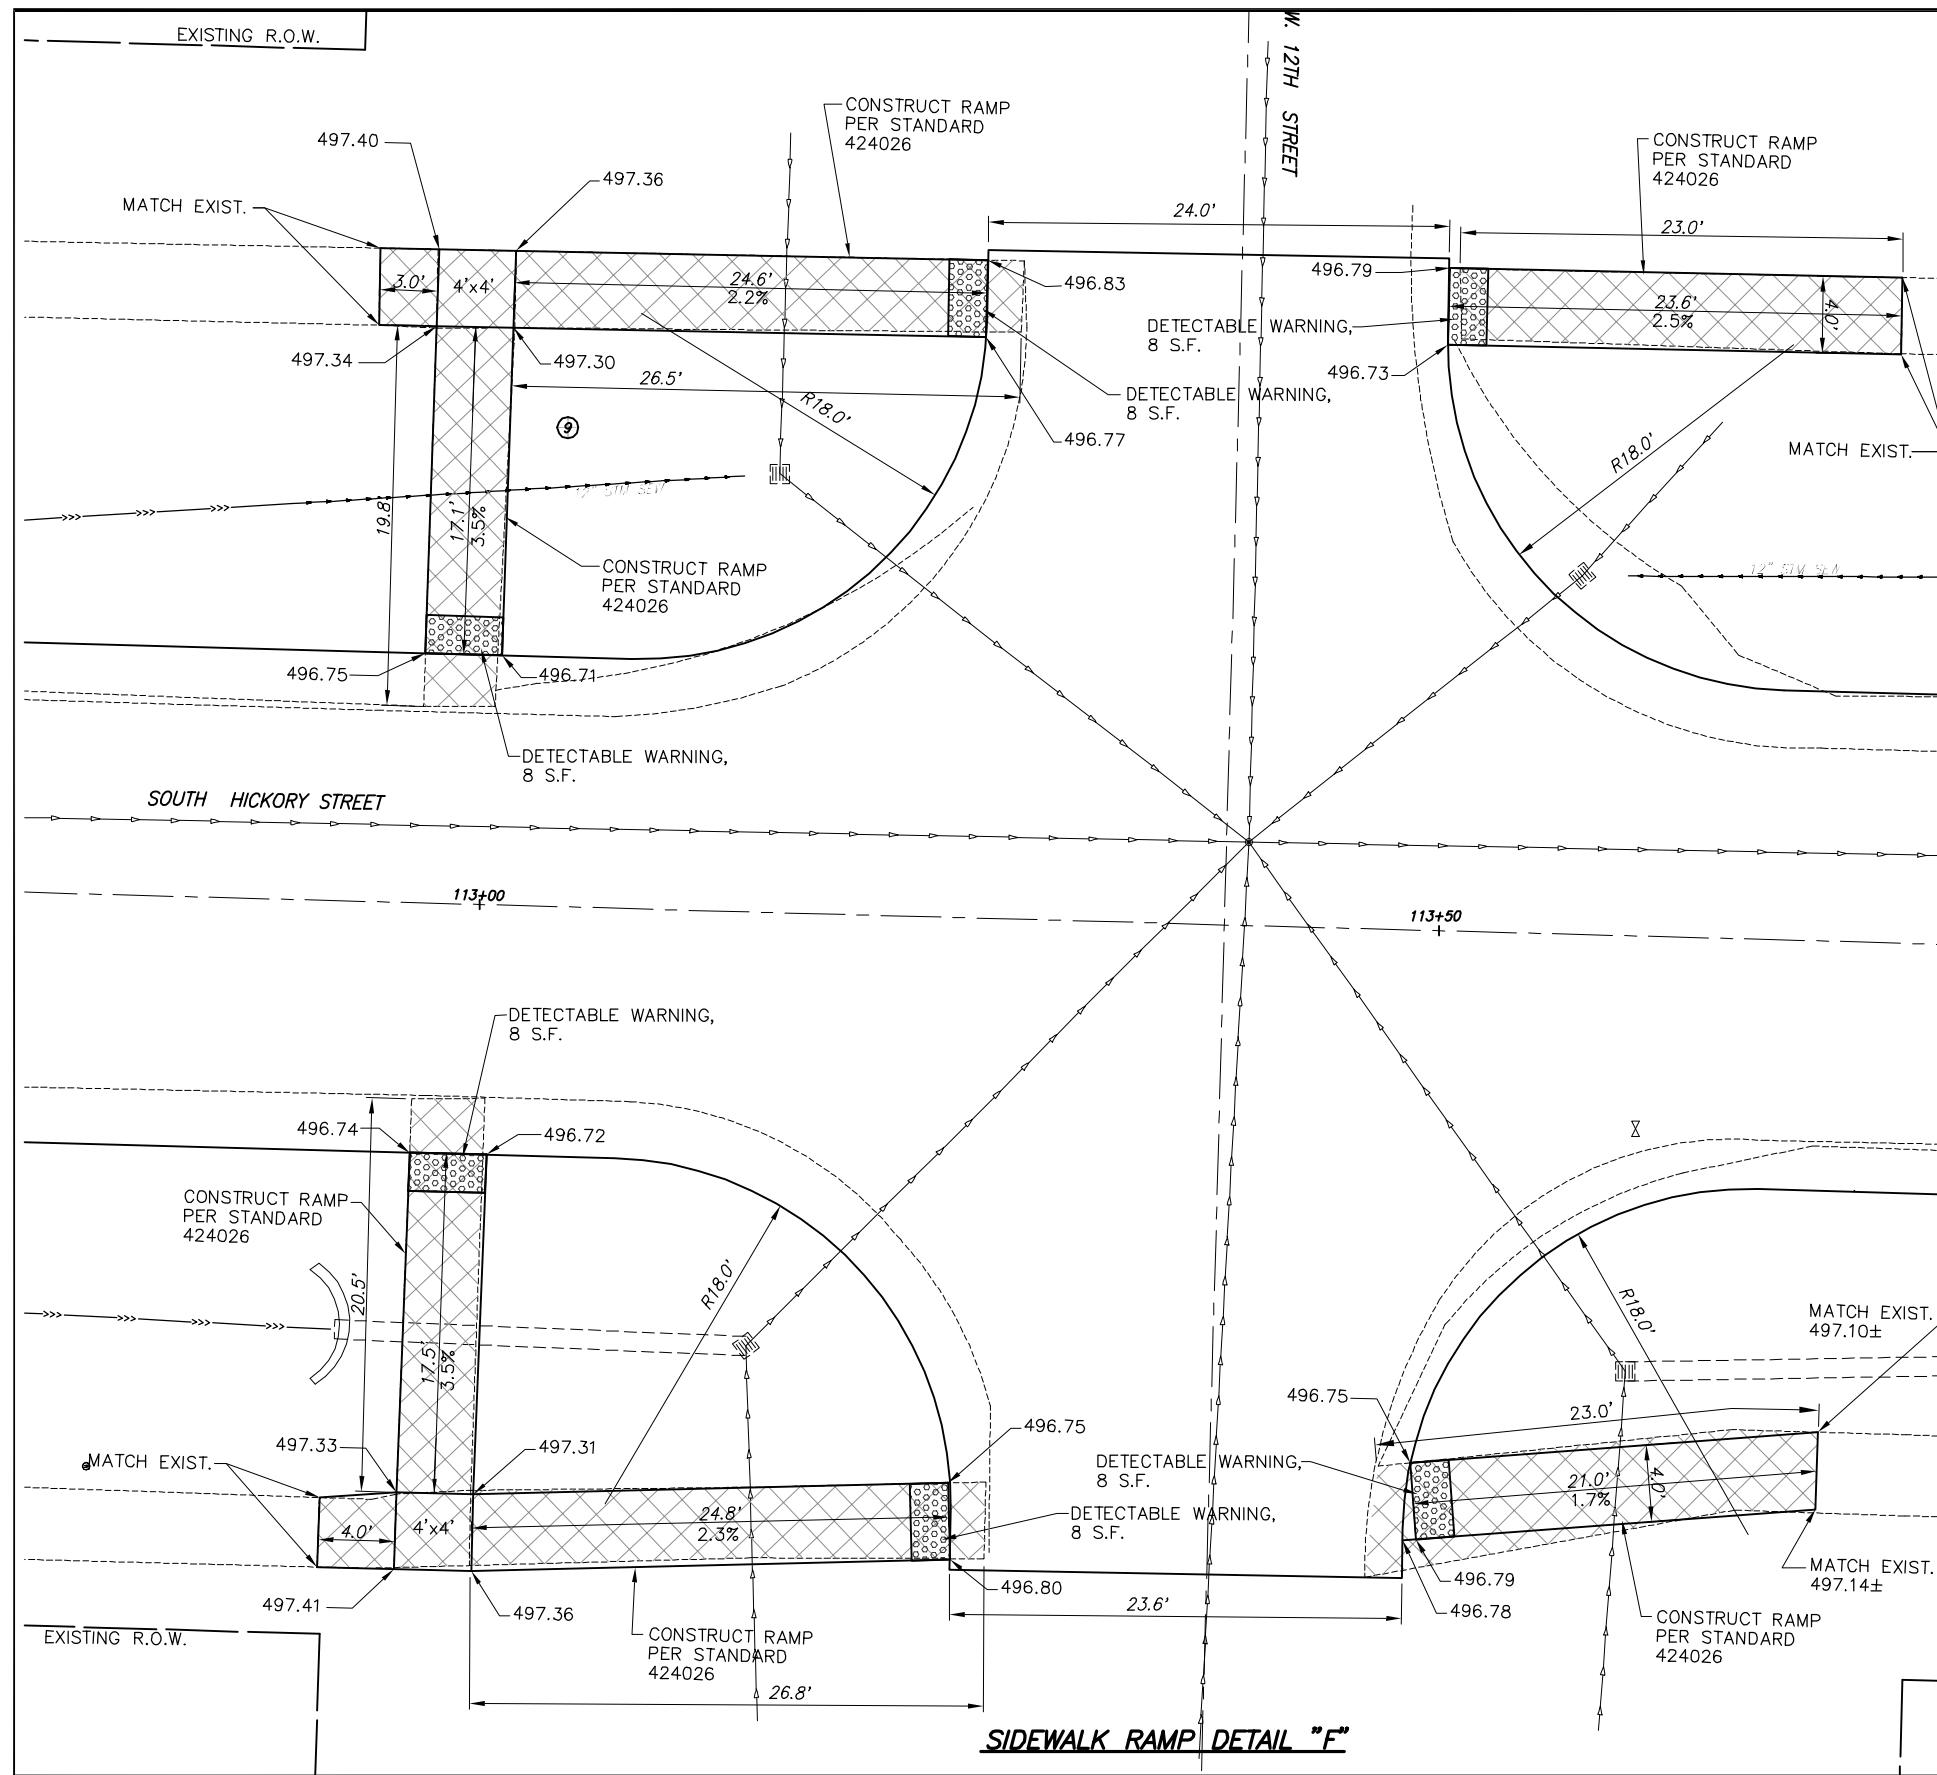 EXISTING R.O.W.
W. 12TH STREET
CONSTRUCT RAMP
PER STANDARD
424026
497.40
497.36
MATCH EXIST.
CONSTRUCT RAMP
PER STANDARD
424026
24.0'
23.0'
3.0'
4'x4'
24.6'
2.2%
496.83
496.79
23.6'
2.5%
4.0'
DETECTABLE WARNING,
8 S.F.
497.34
497.30
496.73
26.5'
R18.0'
DETECTABLE WARNING,
8 S.F.
9
496.77
R18.0'
MATCH EXIST.
12" STM SEW
19.8'
17.1'
3.5%
CONSTRUCT RAMP
PER STANDARD
424026
12" STM SEW
496.75
496.71
DETECTABLE WARNING,
8 S.F.
SOUTH HICKORY STREET
113+00
113+50
DETECTABLE WARNING,
8 S.F.
496.74
496.72
CONSTRUCT RAMP
PER STANDARD
424026
20.5'
17.5'
3.5%
R18.0'
R18.0'
MATCH EXIST.
497.10±
496.75
23.0'
497.33
497.31
496.75
MATCH EXIST.
DETECTABLE WARNING,
8 S.F.
21.0'
1.7%
4.0'
4.0'
4'x4'
24.8'
2.3%
DETECTABLE WARNING,
8 S.F.
MATCH EXIST.
497.14±
496.79
496.80
496.78
497.41
497.36
23.6'
CONSTRUCT RAMP
PER STANDARD
424026
EXISTING R.O.W.
CONSTRUCT RAMP
PER STANDARD
424026
26.8'
SIDEWALK RAMP DETAIL "F"